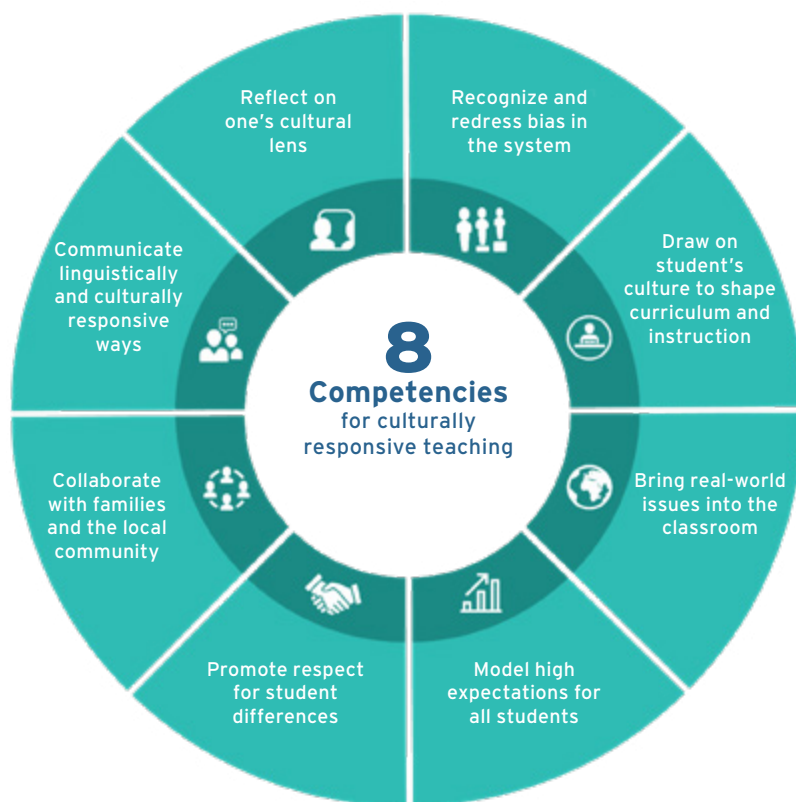 8
Competencies
for culturally
responsive teaching
Reflect on
one's cultural
lens
Recognize and
redress bias in
the system
Draw on
student's
culture to shape
curriculum and
instruction
Bring real-world
issues into the
classroom
Model high
expectations for
all students
Promote respect
for student
differences
Collaborate
with families
and the local
community
Communicate
linguistically
and culturally
responsive
ways